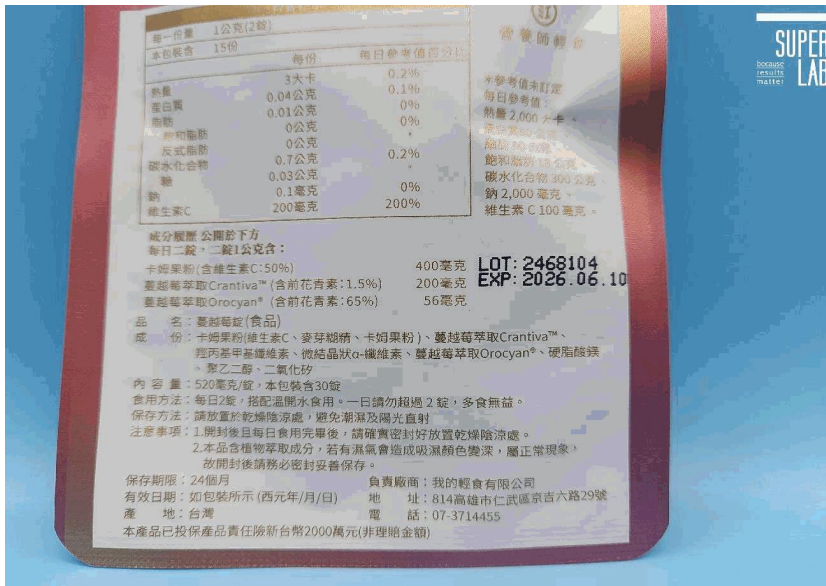 SUPER
LAB
because
results
matter
每一份量 1公克(2錠)
本包裝含 15份
每份 每日參考值百分比
熱量 3大卡 0.2%
蛋白質 0.04公克 0.1%
脂肪 0.01公克 0%
飽和脂肪 0公克 0%
反式脂肪 0公克 *
碳水化合物 0.7公克 0.2%
糖 0.03公克 *
鈉 0.1毫克 0%
維生素C 200毫克 200%
*參考值未訂定
每日參考值：
熱量 2,000 大卡、
飽和脂肪 18 公克、
碳水化合物 300 公克、
鈉 2,000 毫克、
維生素 C 100 毫克。
成分履歷 公開於下方
每日二錠，二錠1公克含：
卡姆果粉(含維生素C:50%) 400毫克
蔓越莓萃取Crantiva™ (含前花青素:1.5%) 200毫克
蔓越莓萃取Orocyan® (含前花青素:65%) 56毫克
LOT: 2468104
EXP: 2026.06.10
品 名：蔓越莓錠(食品)
成 份：卡姆果粉(維生素C、麥芽糊精、卡姆果粉)、蔓越莓萃取Crantiva™、
羥丙基甲基纖維素、微結晶狀α-纖維素、蔓越莓萃取Orocyan®、硬脂酸鎂
、聚乙二醇、二氧化矽
內 容 量：520毫克/錠，本包裝含30錠
食用方法：每日2錠，搭配溫開水食用。一日請勿超過 2 錠，多食無益。
保存方法：請放置於乾燥陰涼處，避免潮濕及陽光直射
注意事項：1.開封後且每日食用完畢後，請確實密封好放置乾燥陰涼處。
2.本品含植物萃取成分，若有濕氣會造成吸濕顏色變深，屬正常現象，
故開封後請務必密封妥善保存。
保存期限：24個月
有效日期：如包裝所示 (西元年/月/日)
產 地：台灣
負責廠商：我的輕食有限公司
地 址：814高雄市仁武區京吉六路29號
電 話：07-3714455
本產品已投保產品責任險新台幣2000萬元(非理賠金額)